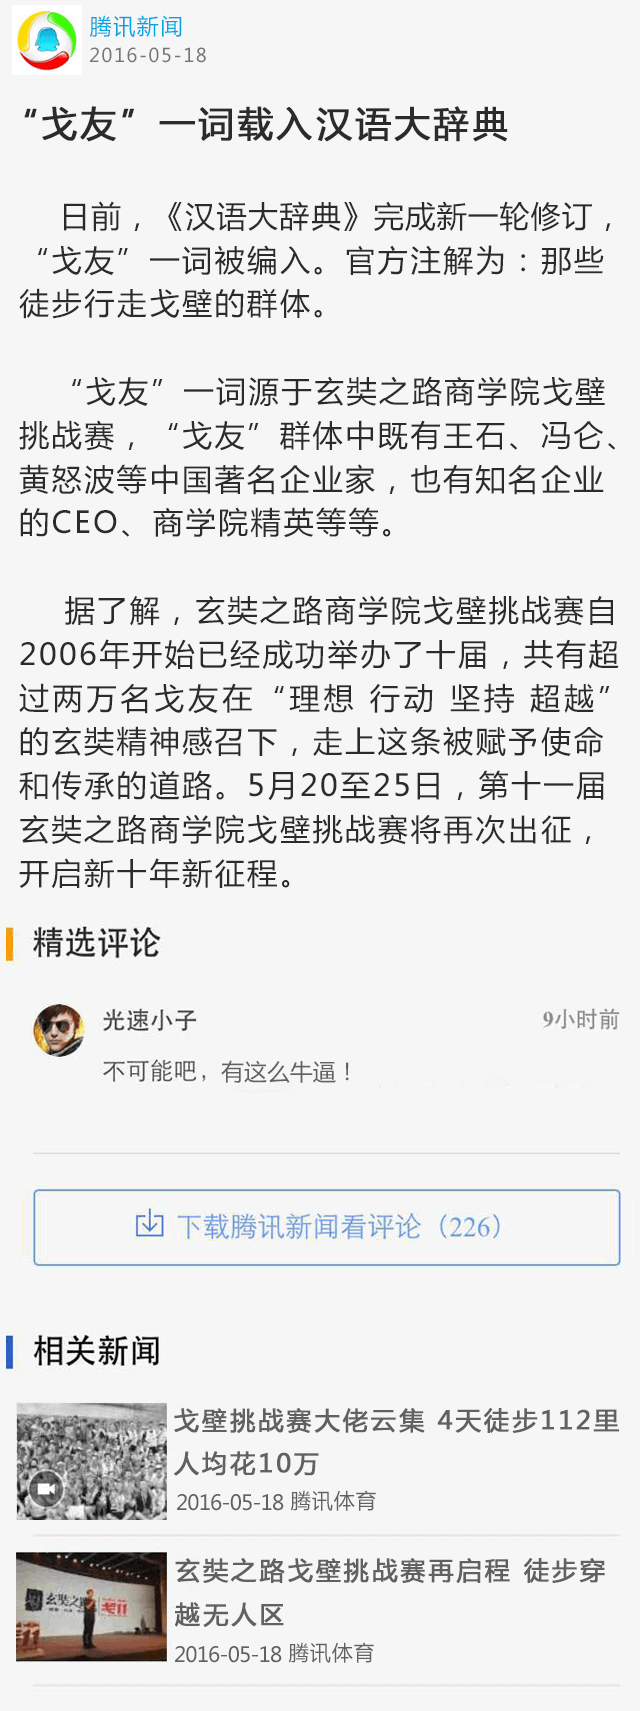 腾讯新闻
2016-05-18
“戈友”一词载入汉语大辞典
日前，《汉语大辞典》完成新一轮修订，
“戈友”一词被编入。官方注解为：那些
徒步行走戈壁的群体。
“戈友”一词源于玄奘之路商学院戈壁
挑战赛，“戈友”群体中既有王石、冯仑、
黄怒波等中国著名企业家，也有知名企业
的CEO、商学院精英等等。
据了解，玄奘之路商学院戈壁挑战赛自
2006年开始已经成功举办了十届，共有超
过两万名戈友在“理想 行动 坚持 超越”
的玄奘精神感召下，走上这条被赋予使命
和传承的道路。5月20至25日，第十一届
玄奘之路商学院戈壁挑战赛将再次出征，
开启新十年新征程。
精选评论
光速小子
9小时前
不可能吧，有这么牛逼！
下载腾讯新闻看评论（226）
相关新闻
戈壁挑战赛大佬云集 4天徒步112里
人均花10万
2016-05-18 腾讯体育
玄奘之路
戈11
玄奘之路戈壁挑战赛再启程 徒步穿
越无人区
2016-05-18 腾讯体育